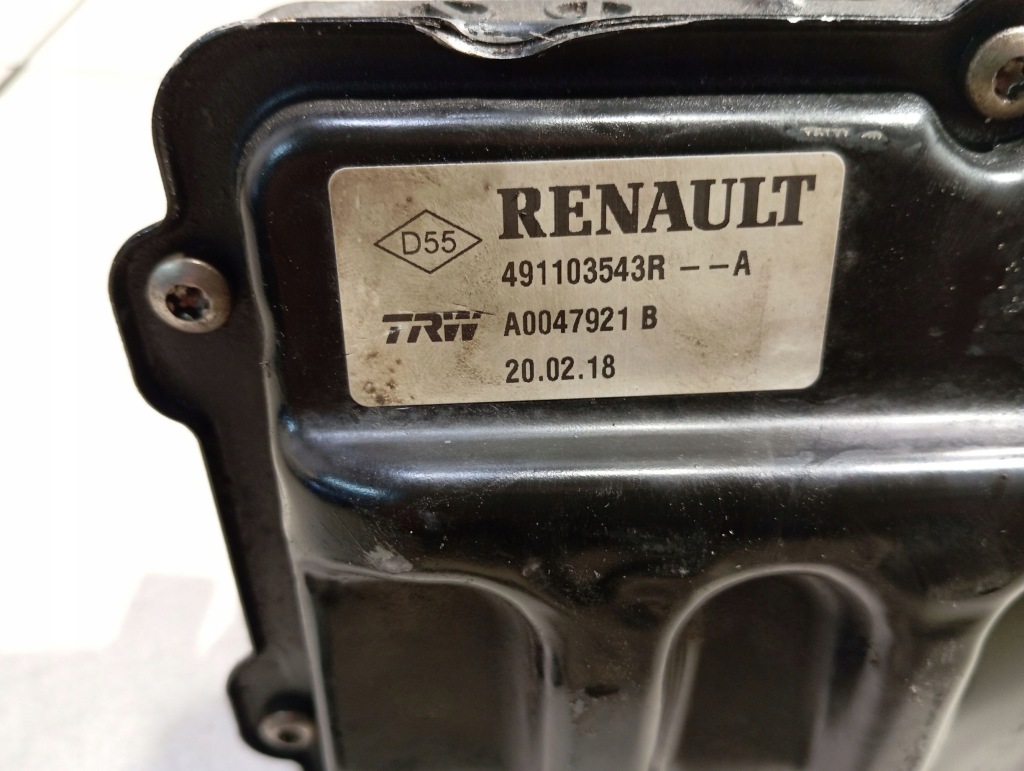 RENAULT
D55
491103543R --A
TRW A0047921 B
20.02.18